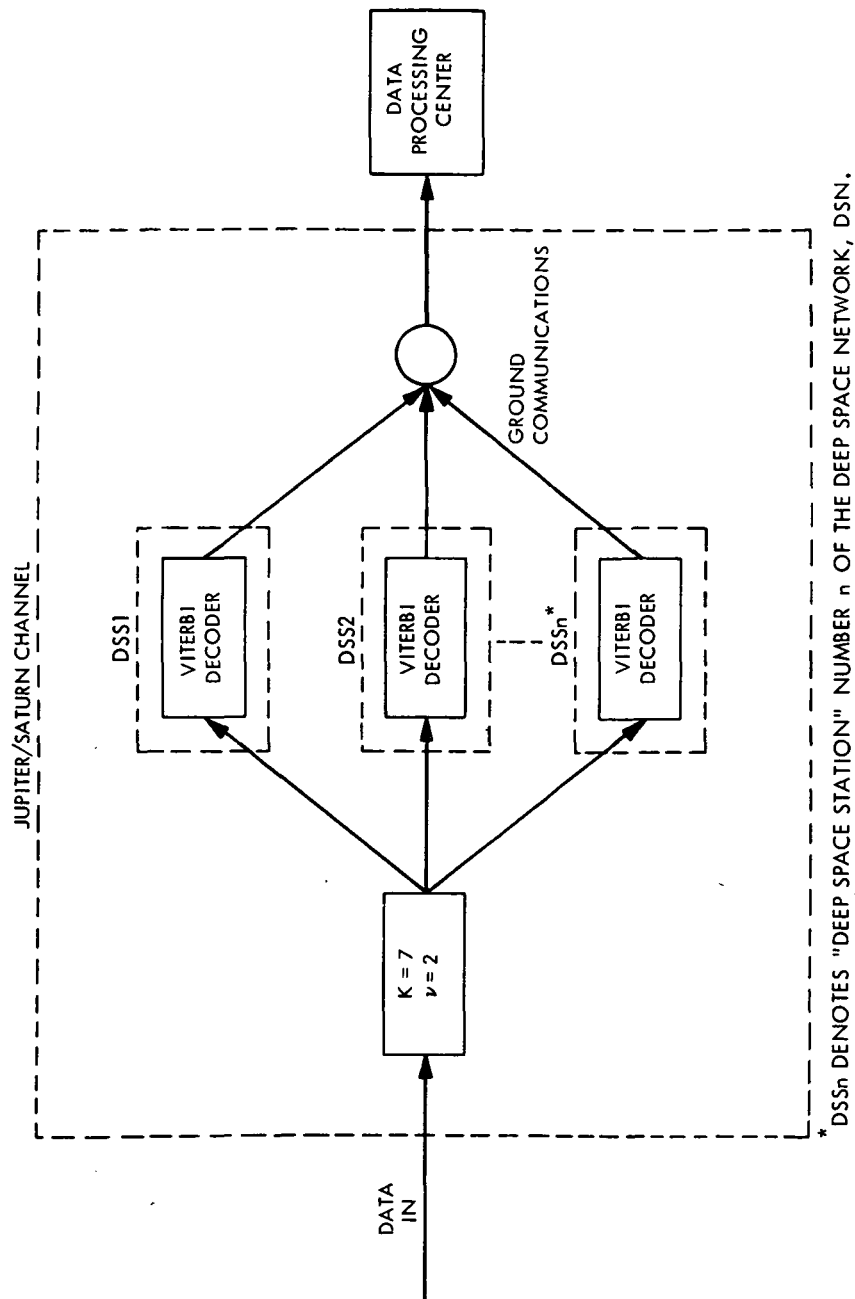 JUPITER/SATURN CHANNEL
DATA
IN
K = 7
ν = 2
DSS1
VITERBI
DECODER
DSS2
VITERBI
DECODER
DSSn*
VITERBI
DECODER
GROUND
COMMUNICATIONS
DATA
PROCESSING
CENTER
* DSSn DENOTES "DEEP SPACE STATION" NUMBER n OF THE DEEP SPACE NETWORK, DSN.